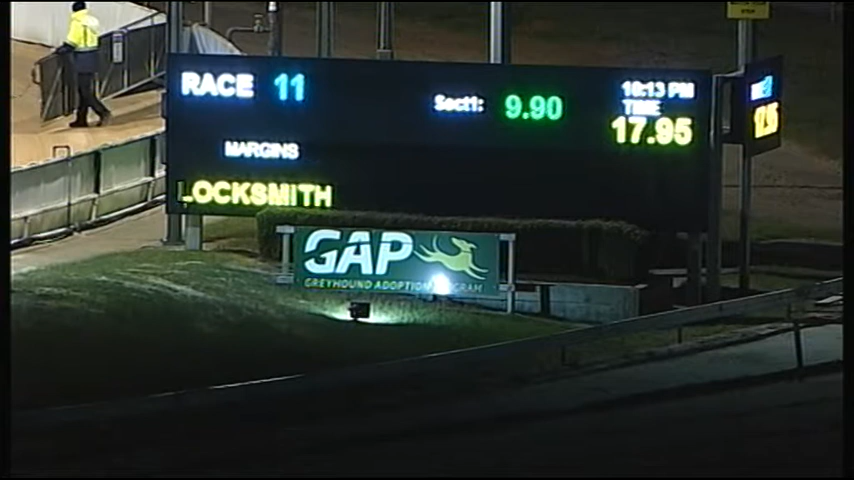 RACE 11
Sect1: 9.90
10:13 PM
TIME
17.95
MARGINS
LOCKSMITH
GAP
GREYHOUND ADOPTION PROGRAM